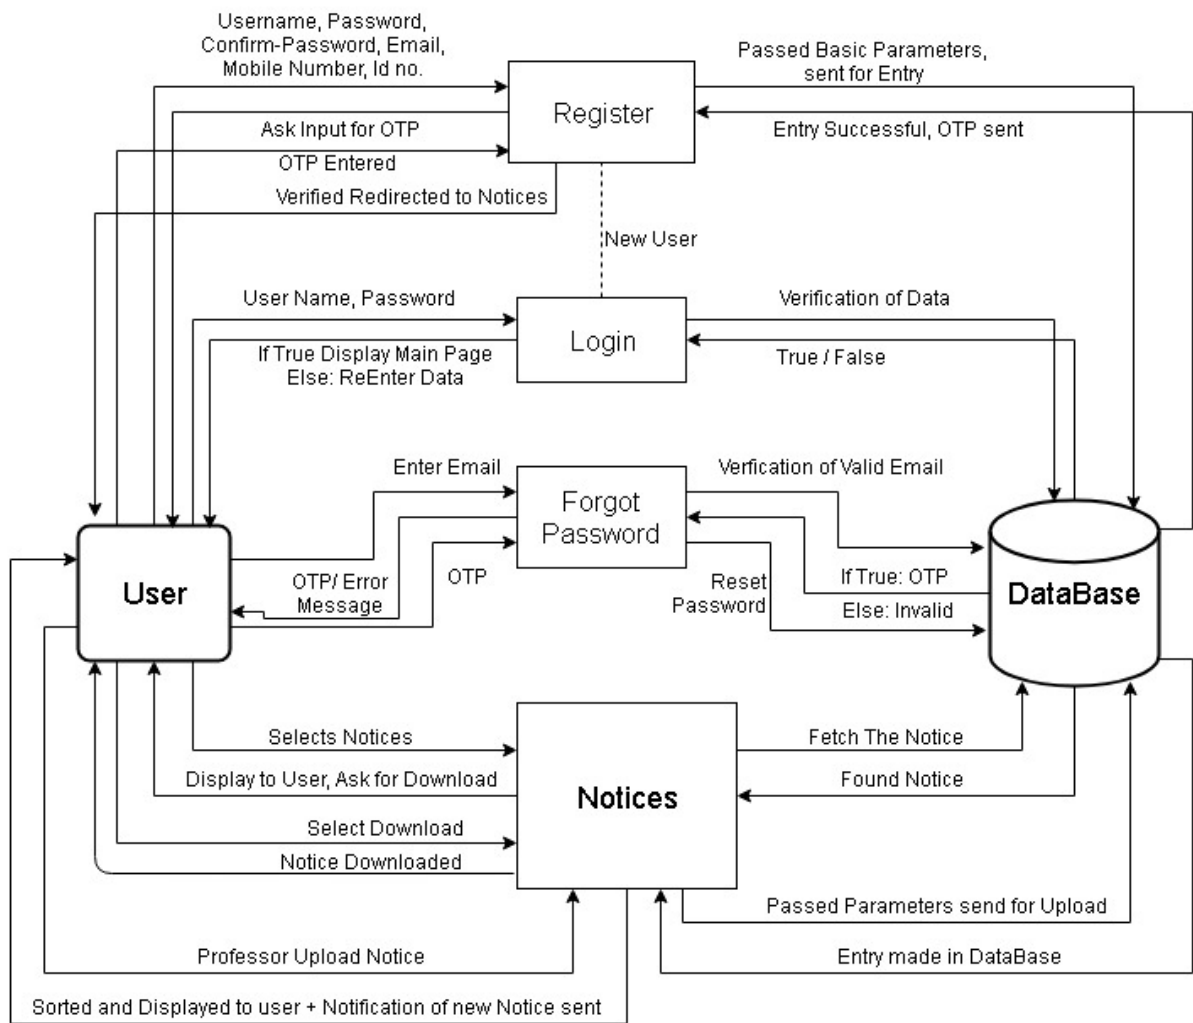 Username, Password,
Confirm-Password, Email,
Mobile Number, Id no.
Passed Basic Parameters,
sent for Entry
Register
Ask Input for OTP
Entry Successful, OTP sent
OTP Entered
Verified Redirected to Notices
New User
User Name, Password
Verification of Data
Login
If True Display Main Page
Else: ReEnter Data
True / False
Enter Email
Verfication of Valid Email
Forgot
Password
OTP/ Error
Message
OTP
Reset
Password
If True: OTP
Else: Invalid
User
DataBase
Selects Notices
Fetch The Notice
Display to User, Ask for Download
Found Notice
Notices
Select Download
Notice Downloaded
Passed Parameters send for Upload
Professor Upload Notice
Entry made in DataBase
Sorted and Displayed to user + Notification of new Notice sent